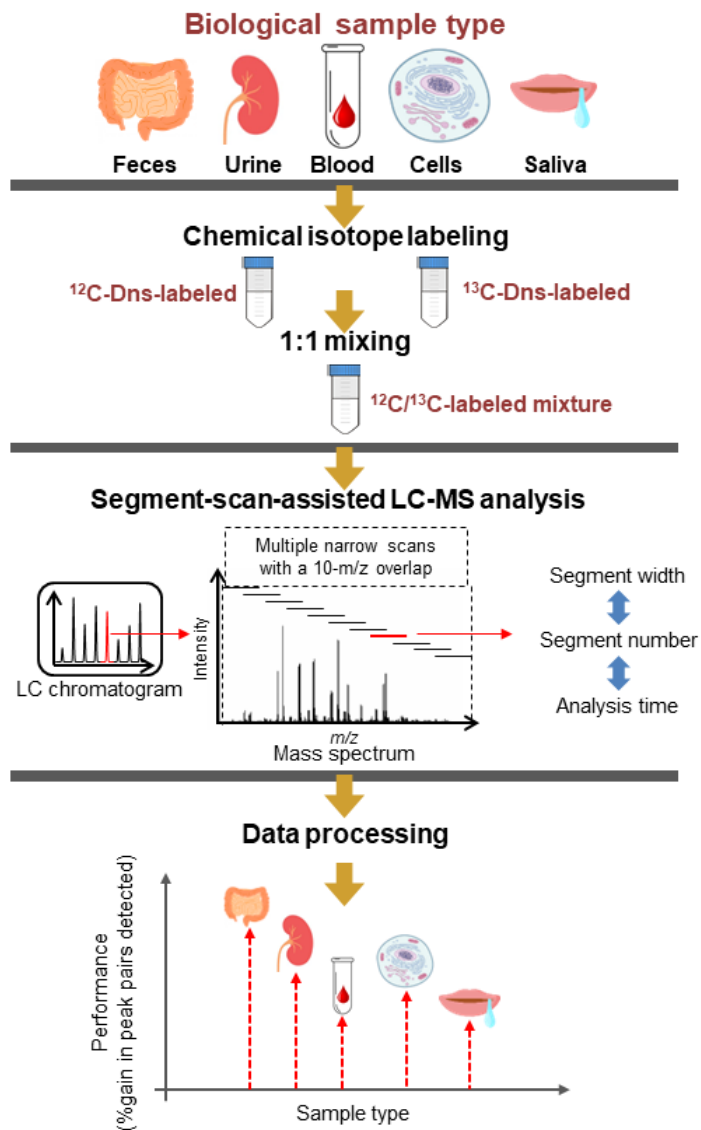 Biological sample type
Feces Urine Blood Cells Saliva
Chemical isotope labeling
¹²C-Dns-labeled
¹³C-Dns-labeled
1:1 mixing
¹²C/¹³C-labeled mixture
Segment-scan-assisted LC-MS analysis
Multiple narrow scans
with a 10-m/z overlap
LC chromatogram
Intensity
m/z
Mass spectrum
Segment width
Segment number
Analysis time
Data processing
Performance
(%gain in peak pairs detected)
Sample type